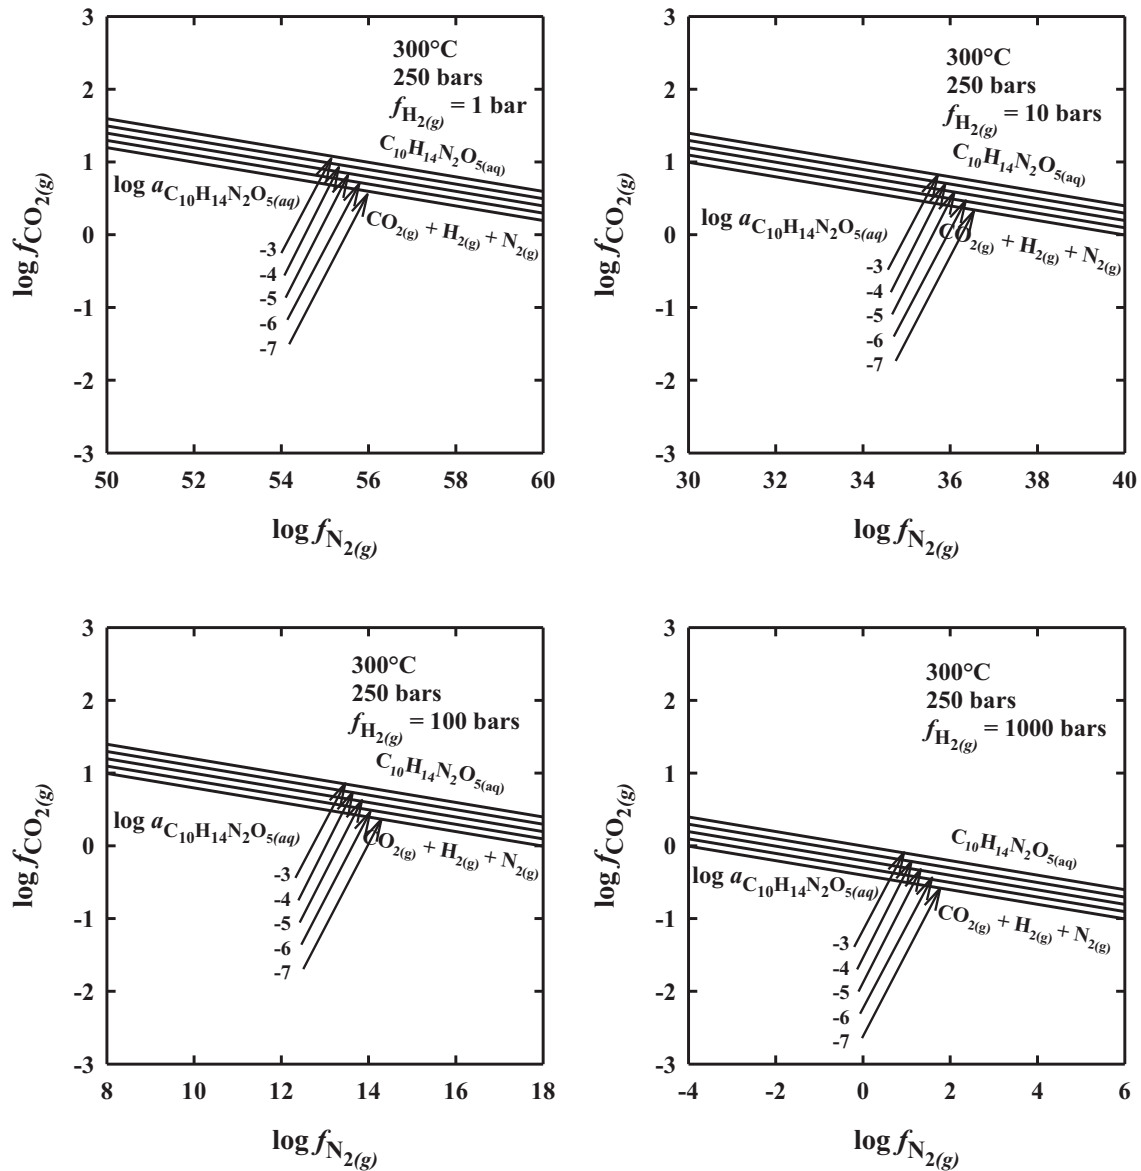 3
2
1
0
-1
-2
-3
log fCO2(g)
300°C
250 bars
fH2(g) = 1 bar
C10H14N2O5(aq)
log aC10H14N2O5(aq)
CO2(g) + H2(g) + N2(g)
-3
-4
-5
-6
-7
50 52 54 56 58 60
log fN2(g)
3
2
1
0
-1
-2
-3
log fCO2(g)
300°C
250 bars
fH2(g) = 10 bars
C10H14N2O5(aq)
log aC10H14N2O5(aq)
CO2(g) + H2(g) + N2(g)
-3
-4
-5
-6
-7
30 32 34 36 38 40
log fN2(g)
3
2
1
0
-1
-2
-3
log fCO2(g)
300°C
250 bars
fH2(g) = 100 bars
C10H14N2O5(aq)
log aC10H14N2O5(aq)
CO2(g) + H2(g) + N2(g)
-3
-4
-5
-6
-7
8 10 12 14 16 18
log fN2(g)
3
2
1
0
-1
-2
-3
log fCO2(g)
300°C
250 bars
fH2(g) = 1000 bars
C10H14N2O5(aq)
log aC10H14N2O5(aq)
CO2(g) + H2(g) + N2(g)
-3
-4
-5
-6
-7
-4 -2 0 2 4 6
log fN2(g)